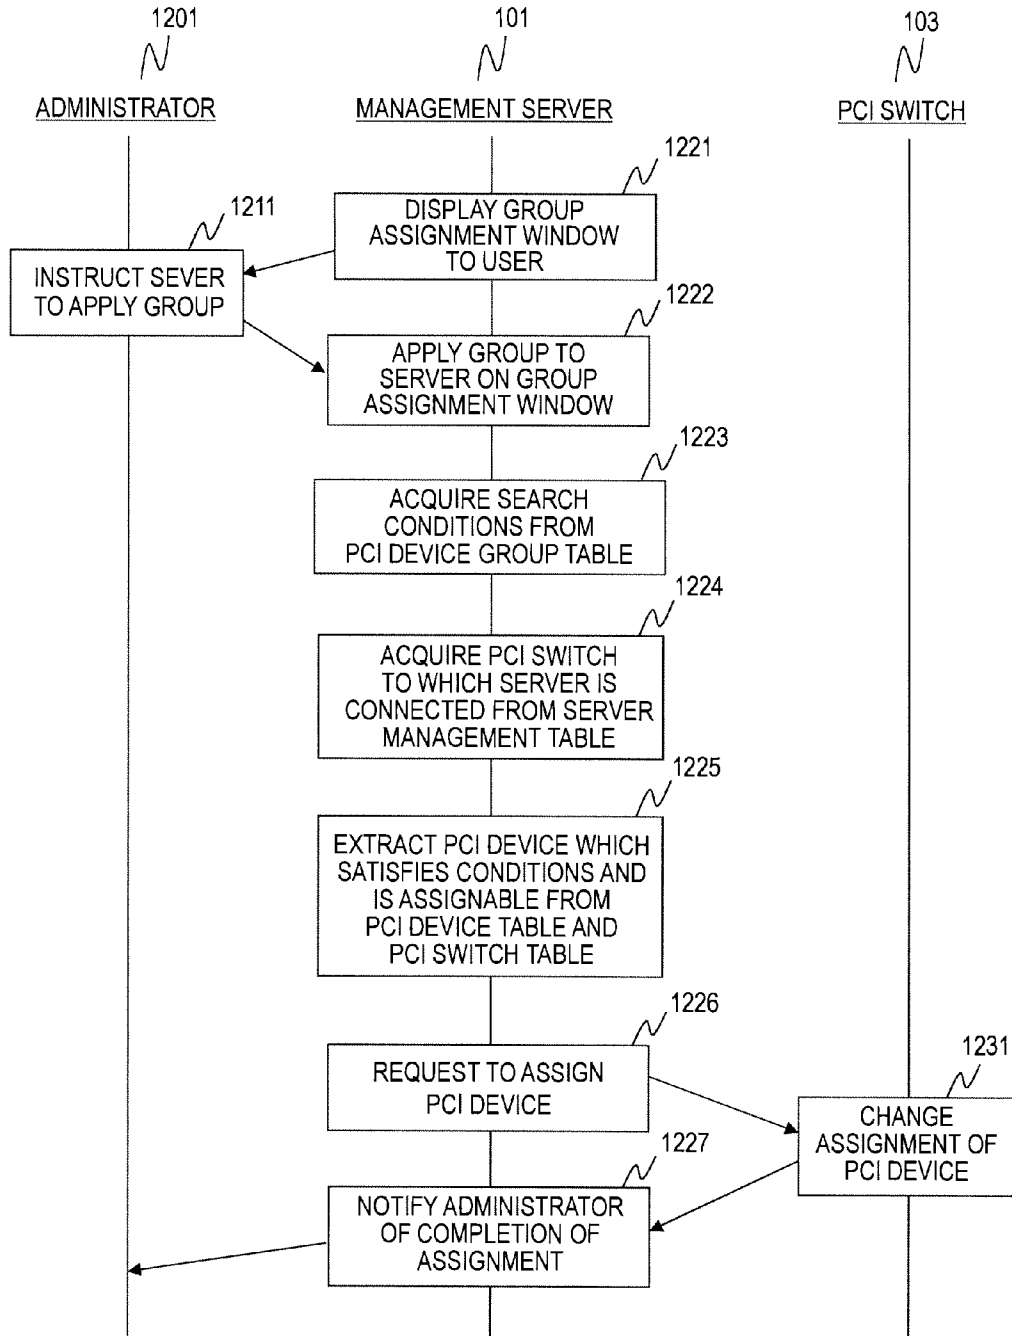 1201
101
103
ADMINISTRATOR
MANAGEMENT SERVER
PCI SWITCH
1221
DISPLAY GROUP
ASSIGNMENT WINDOW
TO USER
1211
INSTRUCT SEVER
TO APPLY GROUP
1222
APPLY GROUP TO
SERVER ON GROUP
ASSIGNMENT WINDOW
1223
ACQUIRE SEARCH
CONDITIONS FROM
PCI DEVICE GROUP TABLE
1224
ACQUIRE PCI SWITCH
TO WHICH SERVER IS
CONNECTED FROM SERVER
MANAGEMENT TABLE
1225
EXTRACT PCI DEVICE WHICH
SATISFIES CONDITIONS AND
IS ASSIGNABLE FROM
PCI DEVICE TABLE AND
PCI SWITCH TABLE
1226
REQUEST TO ASSIGN
PCI DEVICE
1231
CHANGE
ASSIGNMENT OF
PCI DEVICE
1227
NOTIFY ADMINISTRATOR
OF COMPLETION OF
ASSIGNMENT